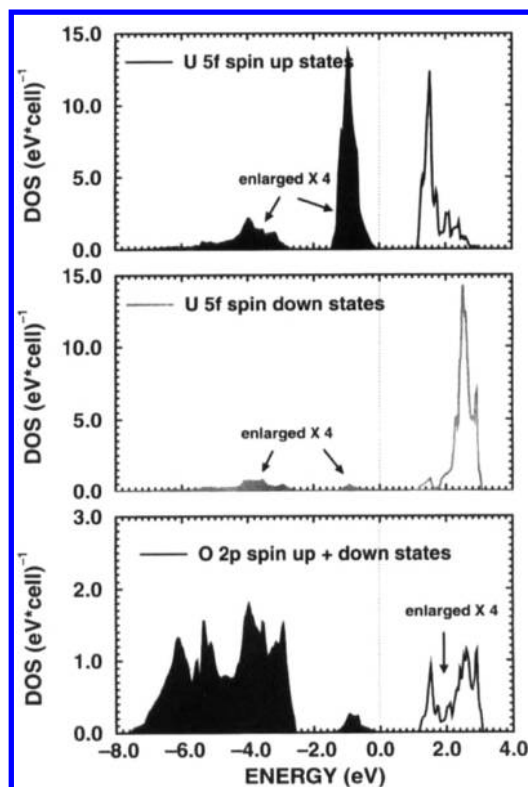 15.0
U 5f spin up states
10.0
enlarged X 4
5.0
0.0
DOS (eV*cell)⁻¹
15.0
U 5f spin down states
10.0
enlarged X 4
5.0
0.0
DOS (eV*cell)⁻¹
3.0
O 2p spin up + down states
2.0
enlarged X 4
1.0
0.0
DOS (eV*cell)⁻¹
−8.0 −6.0 −4.0 −2.0 0.0 2.0 4.0
ENERGY (eV)